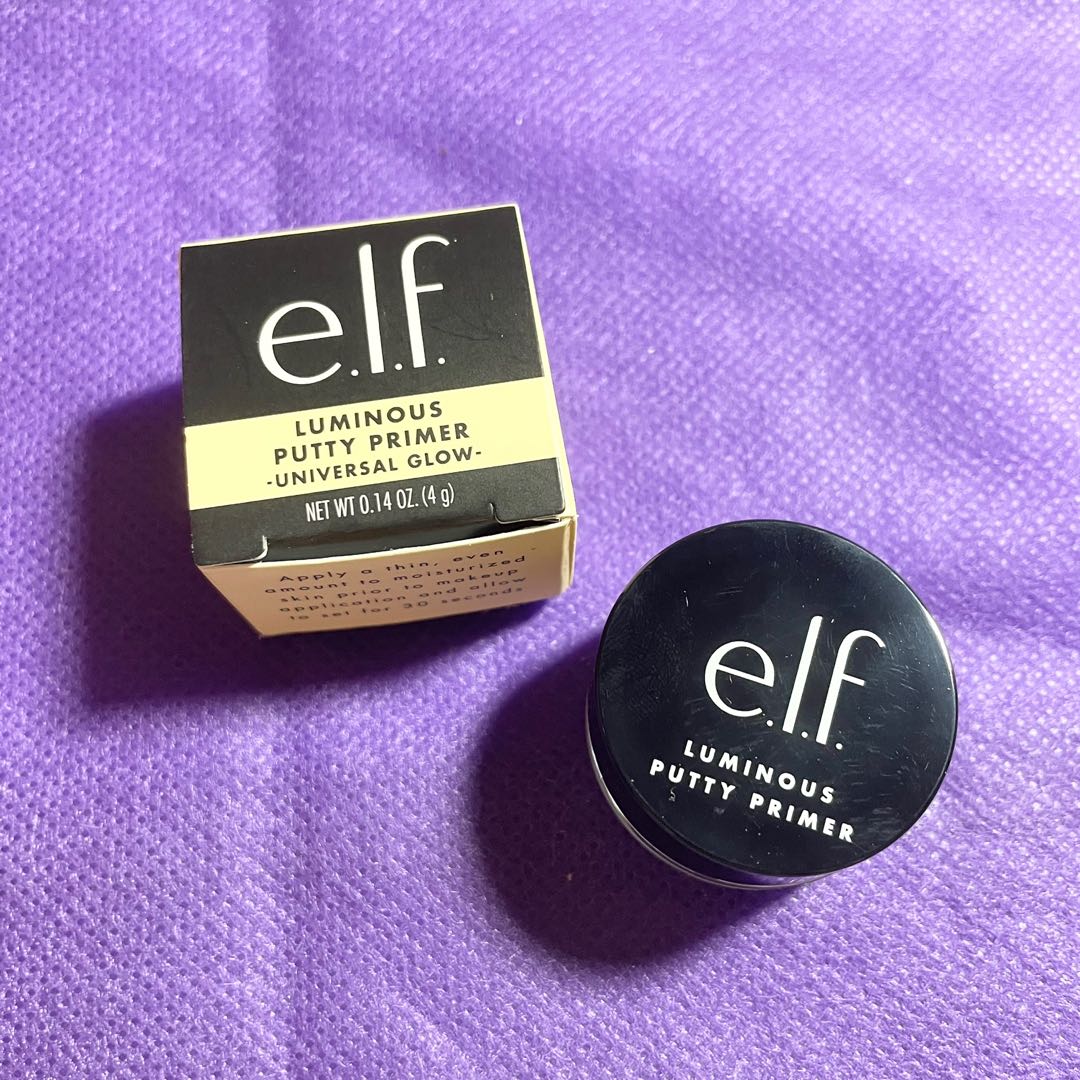 e.l.f.
LUMINOUS
PUTTY PRIMER
-UNIVERSAL GLOW-
NET WT 0.14 OZ. (4 g)
Apply a thin, even
amount to moisturized
skin prior to makeup
application and allow
to set for 30 seconds
e.l.f.
LUMINOUS
PUTTY PRIMER